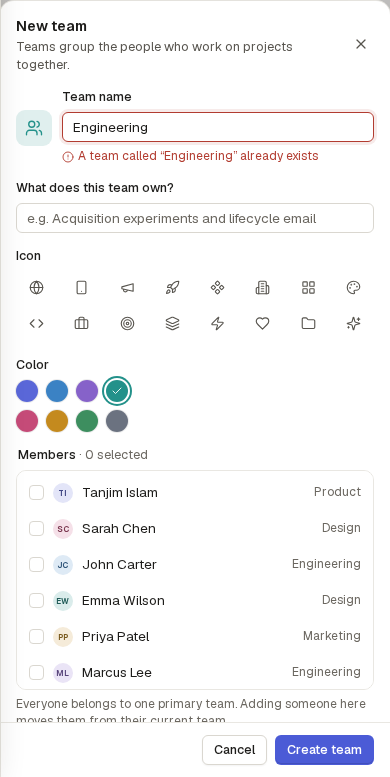 New team
Teams group the people who work on projects
together.
Team name
Engineering
A team called “Engineering” already exists
What does this team own?
e.g. Acquisition experiments and lifecycle email
Icon
Color
Members · 0 selected
TI Tanjim Islam Product
SC Sarah Chen Design
JC John Carter Engineering
EW Emma Wilson Design
PP Priya Patel Marketing
ML Marcus Lee Engineering
Everyone belongs to one primary team. Adding someone here
moves them from their current team.
Cancel Create team